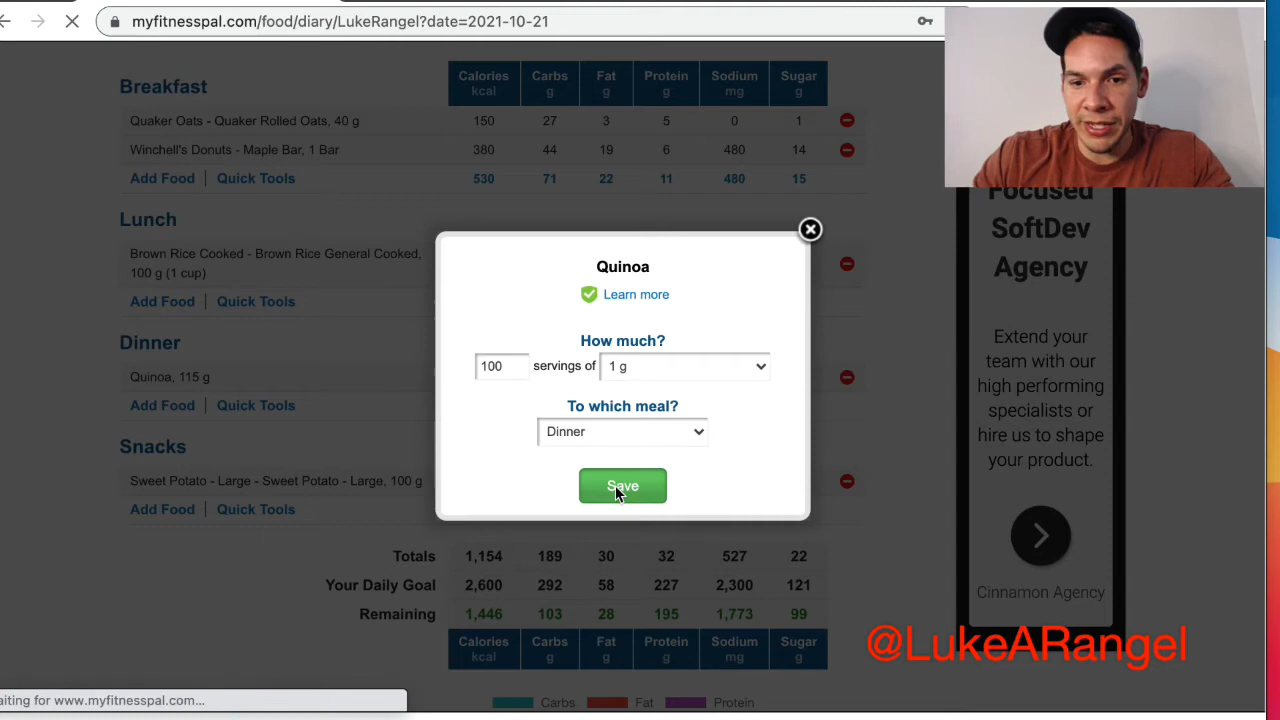 myfitnesspal.com/food/diary/LukeRangel?date=2021-10-21
Breakfast
Calories Carbs Fat Protein Sodium Sugar
kcal g g g mg g
Quaker Oats - Quaker Rolled Oats, 40 g 150 27 3 5 0 1
Winchell's Donuts - Maple Bar, 1 Bar 380 44 19 6 480 14
Add Food | Quick Tools 530 71 22 11 480 15
Lunch
Brown Rice Cooked - Brown Rice General Cooked,
100 g (1 cup)
Add Food | Quick Tools
Dinner
Quinoa, 115 g
Add Food | Quick Tools
Snacks
Sweet Potato - Large - Sweet Potato - Large, 100 g
Add Food | Quick Tools
Quinoa
Learn more
How much?
100 servings of 1 g
To which meal?
Dinner
Save
Totals 1,154 189 30 32 527 22
Your Daily Goal 2,600 292 58 227 2,300 121
Remaining 1,446 103 28 195 1,773 99
Calories Carbs Fat Protein Sodium Sugar
kcal g g g mg g
Carbs Fat Protein
Focused
SoftDev
Agency
Extend your
team with our
high performing
specialists or
hire us to shape
your product.
Cinnamon Agency
@LukeARangel
aiting for www.myfitnesspal.com...